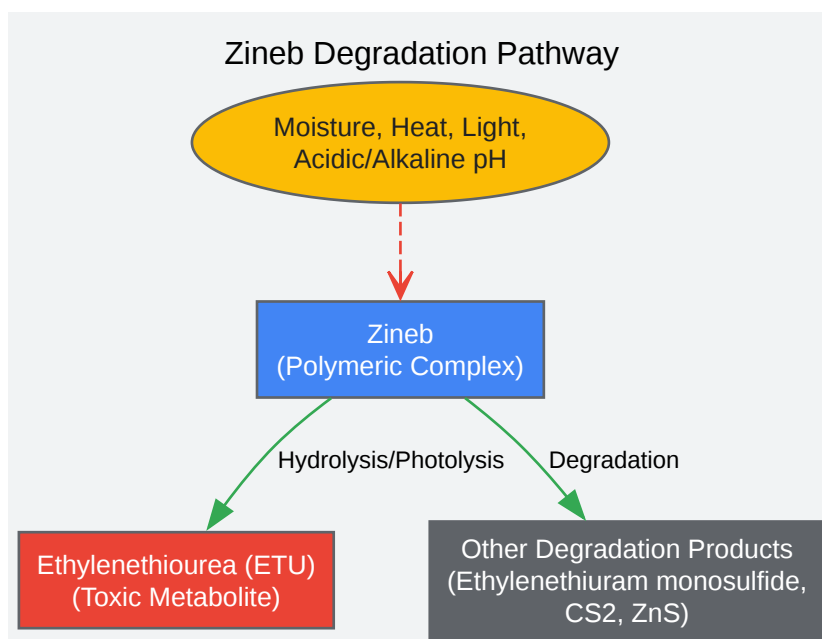 Zineb Degradation Pathway
Moisture, Heat, Light,
Acidic/Alkaline pH
Zineb
(Polymeric Complex)
Hydrolysis/Photolysis
Degradation
Ethylenethiourea (ETU)
(Toxic Metabolite)
Other Degradation Products
(Ethylenethiuram monosulfide,
CS2, ZnS)